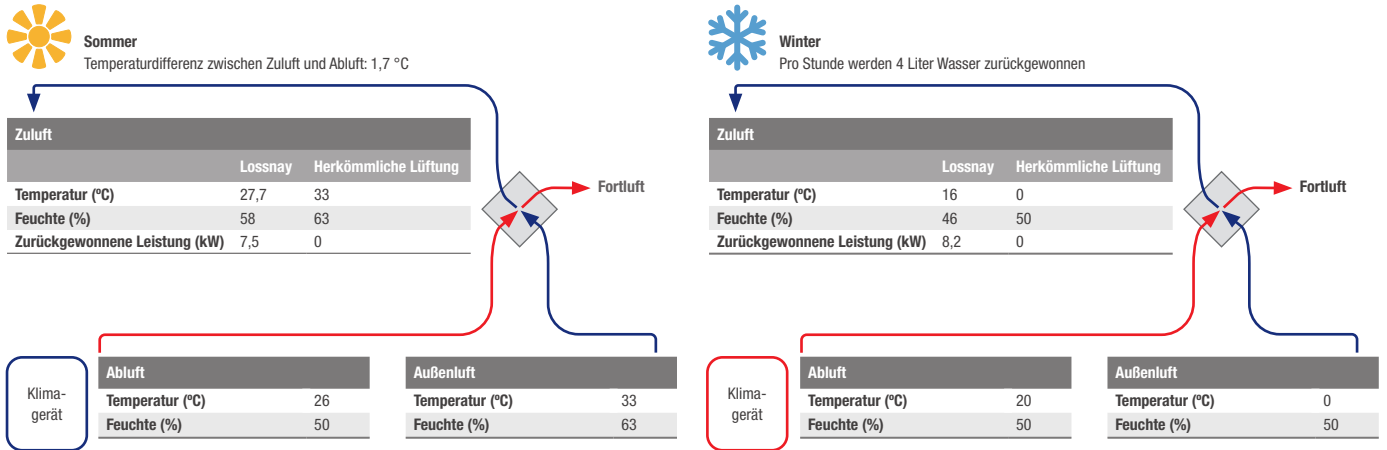 Sommer
Temperaturdifferenz zwischen Zuluft und Abluft: 1,7 °C
Zuluft
Lossnay Herkömmliche Lüftung
Temperatur (ºC) 27,7 33
Feuchte (%) 58 63
Zurückgewonnene Leistung (kW) 7,5 0
Fortluft
Klima-
gerät
Abluft
Temperatur (ºC) 26
Feuchte (%) 50
Außenluft
Temperatur (ºC) 33
Feuchte (%) 63
Winter
Pro Stunde werden 4 Liter Wasser zurückgewonnen
Zuluft
Lossnay Herkömmliche Lüftung
Temperatur (ºC) 16 0
Feuchte (%) 46 50
Zurückgewonnene Leistung (kW) 8,2 0
Fortluft
Klima-
gerät
Abluft
Temperatur (ºC) 20
Feuchte (%) 50
Außenluft
Temperatur (ºC) 0
Feuchte (%) 50